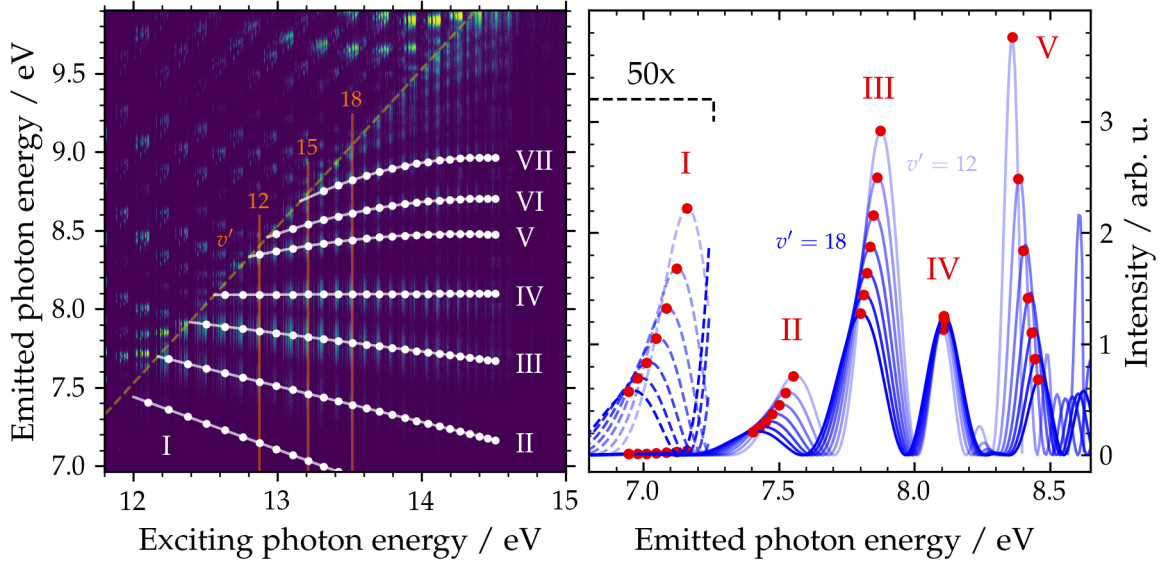 Emitted photon energy / eV
9.5
9.0
8.5
8.0
7.5
7.0
12
13
14
15
Exciting photon energy / eV
18
15
12
v′
VII
VI
V
IV
III
II
I
50x
I
II
III
IV
V
v′ = 12
v′ = 18
7.0
7.5
8.0
8.5
Emitted photon energy / eV
3
2
1
0
Intensity / arb. u.